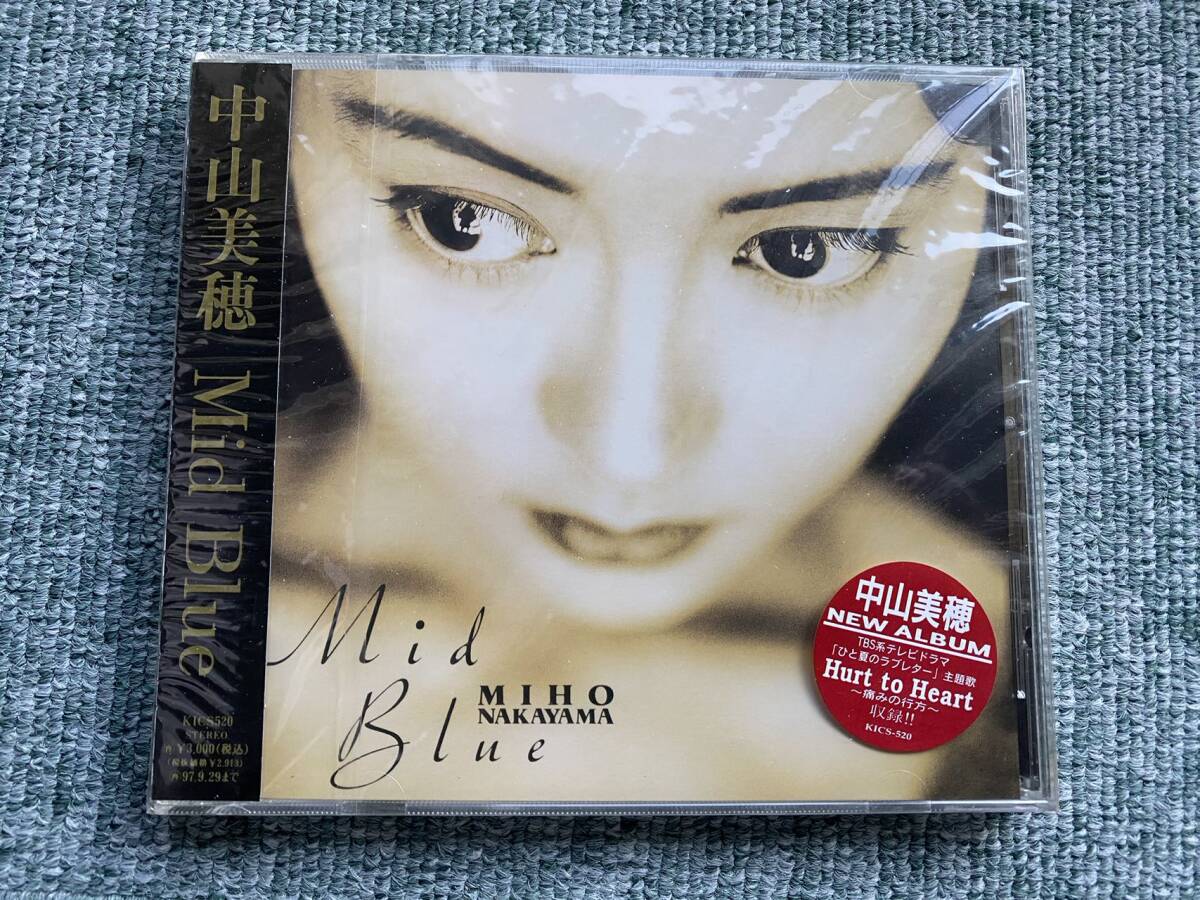 中山美穂 Mid Blue
KICS520
STEREO
¥3,000(税込)
(税抜価格¥2,913)
97.9.29まで
Mid
Blue
MIHO
NAKAYAMA
中山美穂
NEW ALBUM
TBS系テレビドラマ
「ひと夏のラブレター」主題歌
Hurt to Heart
～痛みの行方～
収録!!
KICS-520